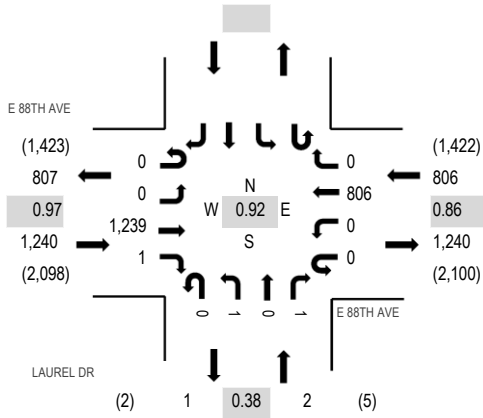 E 88TH AVE
(1,423)
(1,422)
807
0
0
806
0
N
806
0.97
W 0.92 E
0.86
1,239
0
1,240
S
1,240
1
0
(2,098)
(2,100)
0 1 0 1
E 88TH AVE
LAUREL DR
(2) 1 0.38 2 (5)